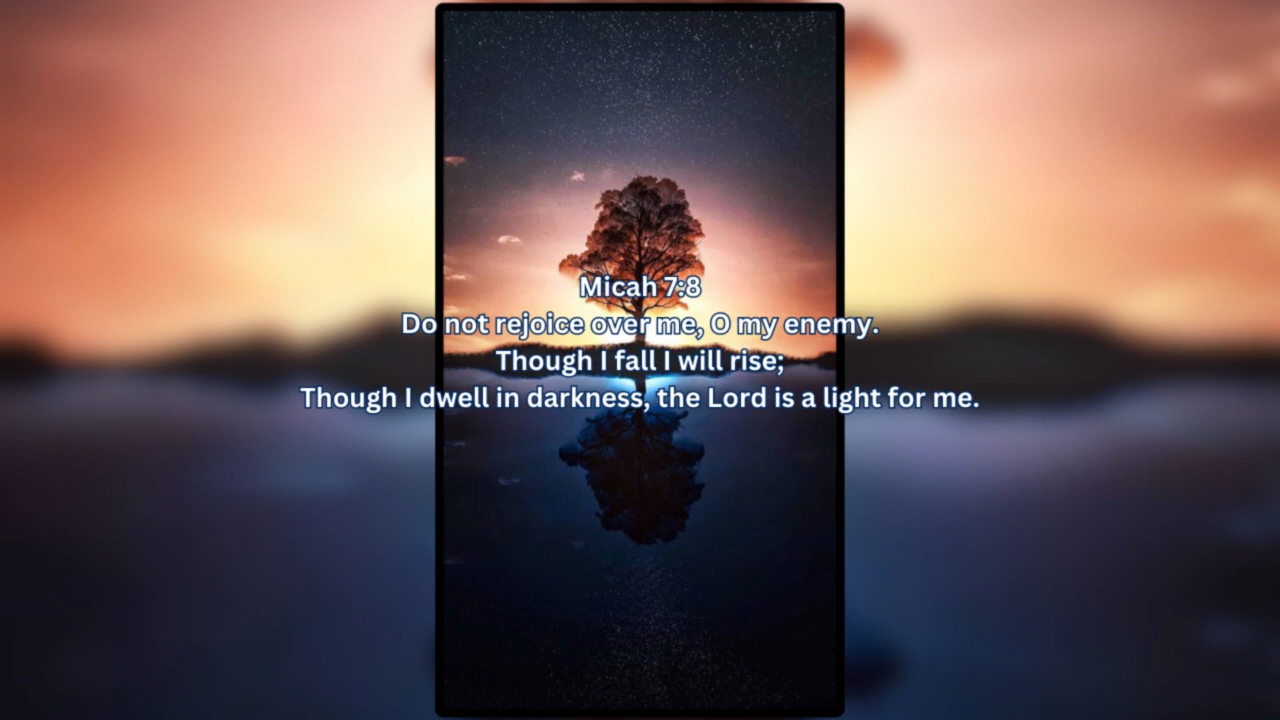 Micah 7:8
Do not rejoice over me, O my enemy.
Though I fall I will rise;
Though I dwell in darkness, the Lord is a light for me.